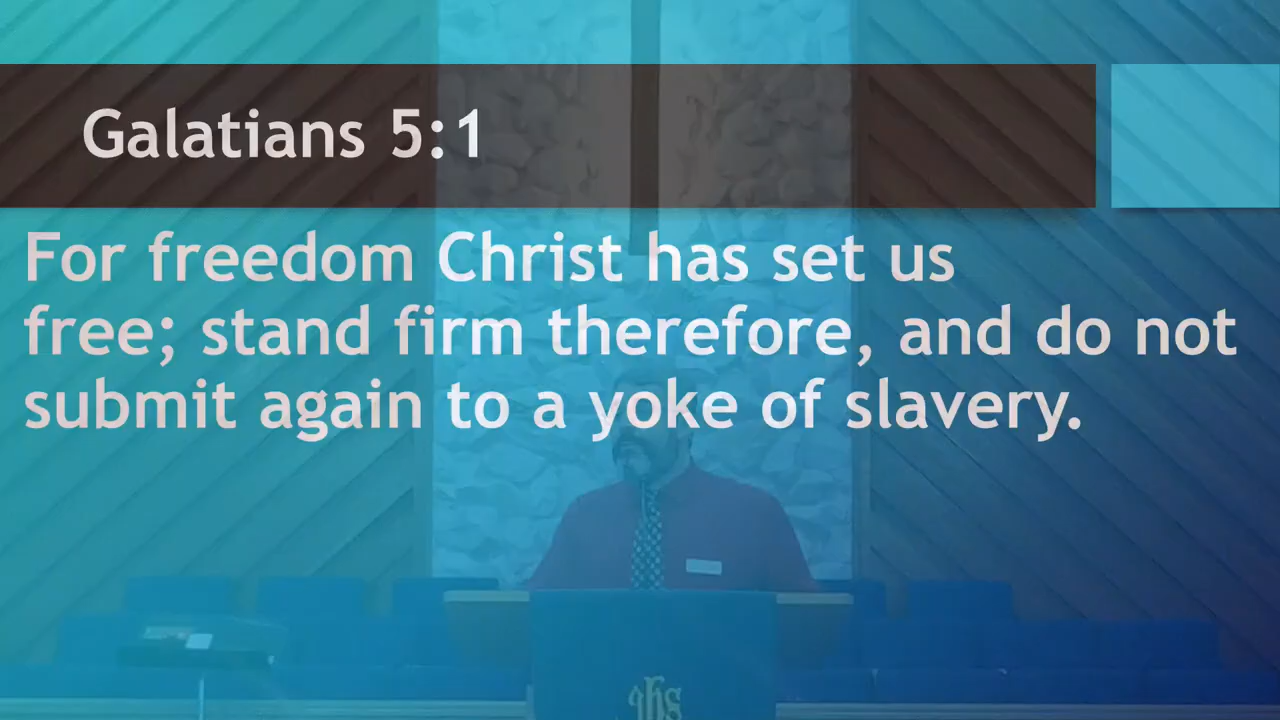 Galatians 5:1
For freedom Christ has set us
free; stand firm therefore, and do not
submit again to a yoke of slavery.
ihs